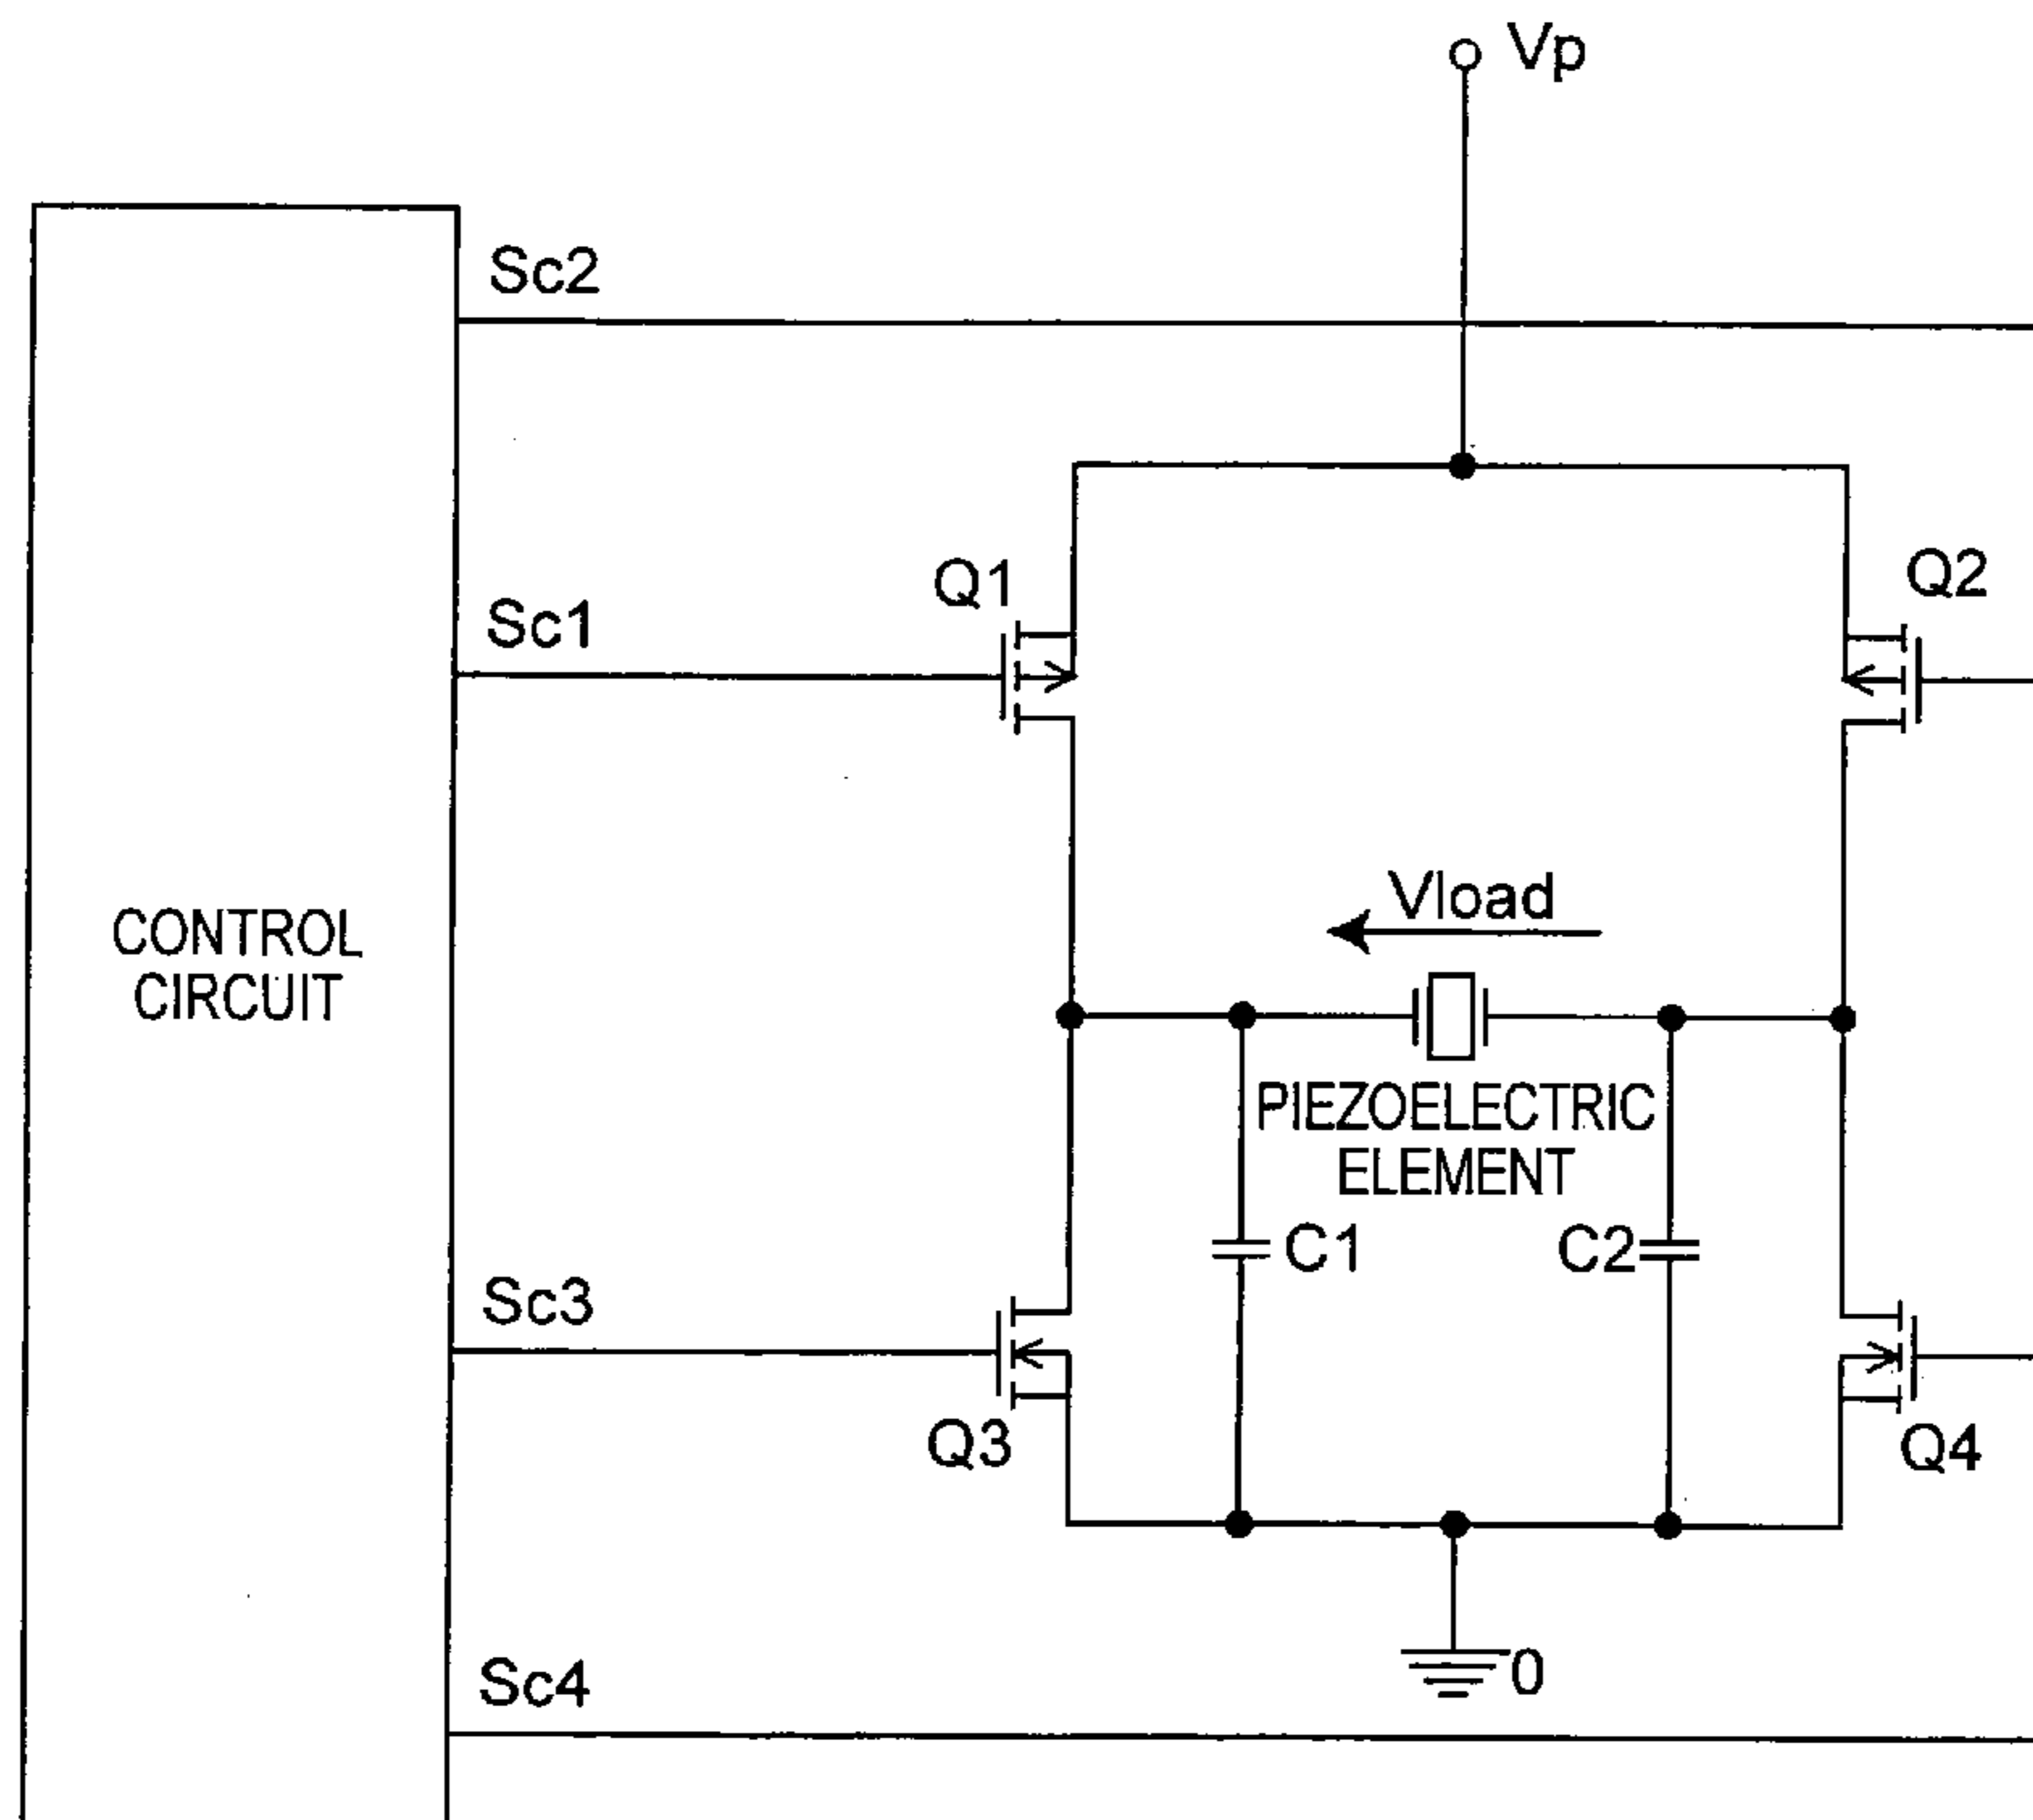 Vp
Sc2
Q1
Q2
Sc1
Vload
CONTROL
CIRCUIT
PIEZOELECTRIC
ELEMENT
C1
C2
Sc3
Q3
Q4
0
Sc4